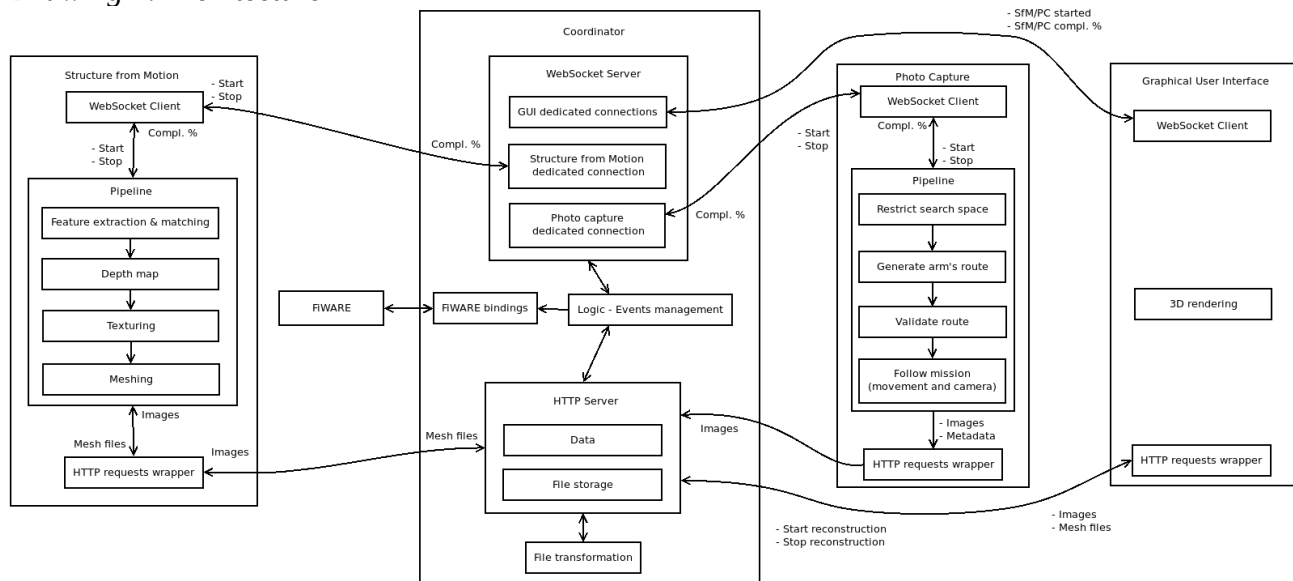 Coordinator
- SfM/PC started
- SfM/PC compl. %
Structure from Motion
WebSocket Client
- Start
- Stop
Compl. %
- Start
- Stop
Pipeline
Feature extraction & matching
Depth map
Texturing
Meshing
Images
Mesh files
HTTP requests wrapper
Images
WebSocket Server
GUI dedicated connections
Compl. %
Structure from Motion
dedicated connection
Photo capture
dedicated connection
Compl. %
FIWARE
FIWARE bindings
Logic - Events management
HTTP Server
Mesh files
Images
Data
File storage
File transformation
Photo Capture
WebSocket Client
- Start
- Stop
Compl. %
- Start
- Stop
Pipeline
Restrict search space
Generate arm's route
Validate route
Follow mission
(movement and camera)
- Images
- Metadata
HTTP requests wrapper
- Start reconstruction
- Stop reconstruction
Graphical User Interface
WebSocket Client
3D rendering
HTTP requests wrapper
- Images
- Mesh files